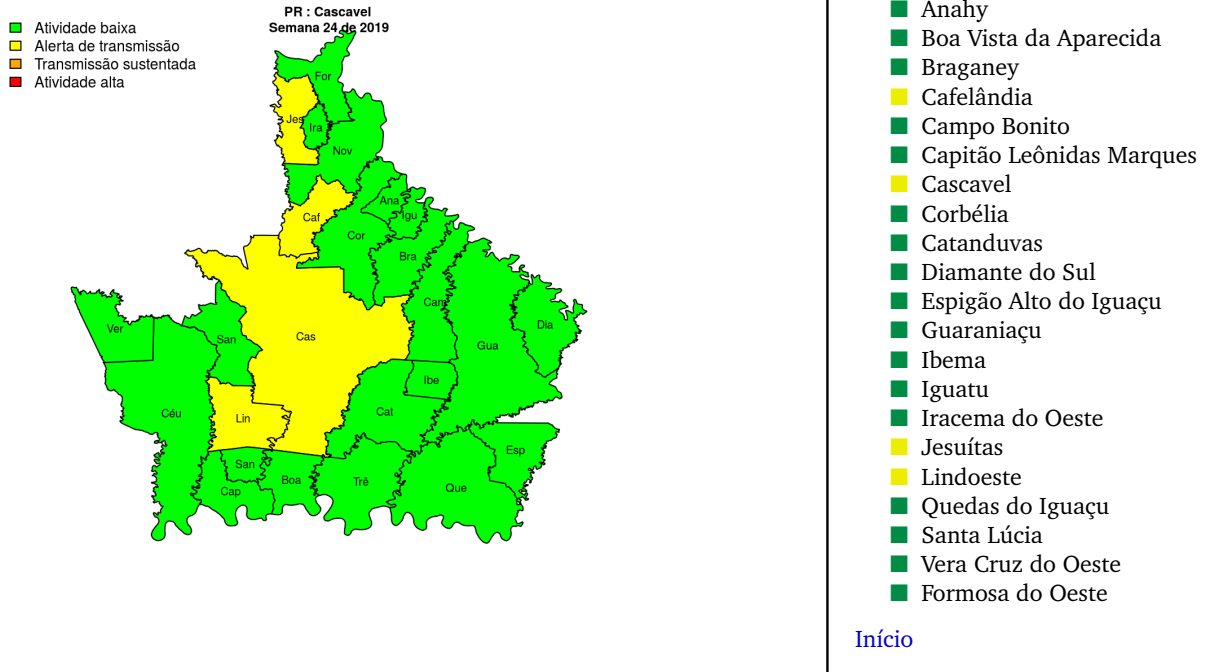 PR : Cascavel
Semana 24 de 2019
Atividade baixa
Alerta de transmissão
Transmissão sustentada
Atividade alta
For
Jes
Ira
Nov
Ana
Caf
Igu
Cor
Bra
Cam
Ver
San
Cas
Dia
Gua
Ibe
Céu
Lin
Cat
Esp
San
Cap
Boa
Trê
Que
Anahy
Boa Vista da Aparecida
Braganey
Cafelândia
Campo Bonito
Capitão Leônidas Marques
Cascavel
Corbélia
Catanduvas
Diamante do Sul
Espigão Alto do Iguaçu
Guaraniaçu
Ibema
Iguatu
Iracema do Oeste
Jesuítas
Lindoeste
Quedas do Iguaçu
Santa Lúcia
Vera Cruz do Oeste
Formosa do Oeste
Início